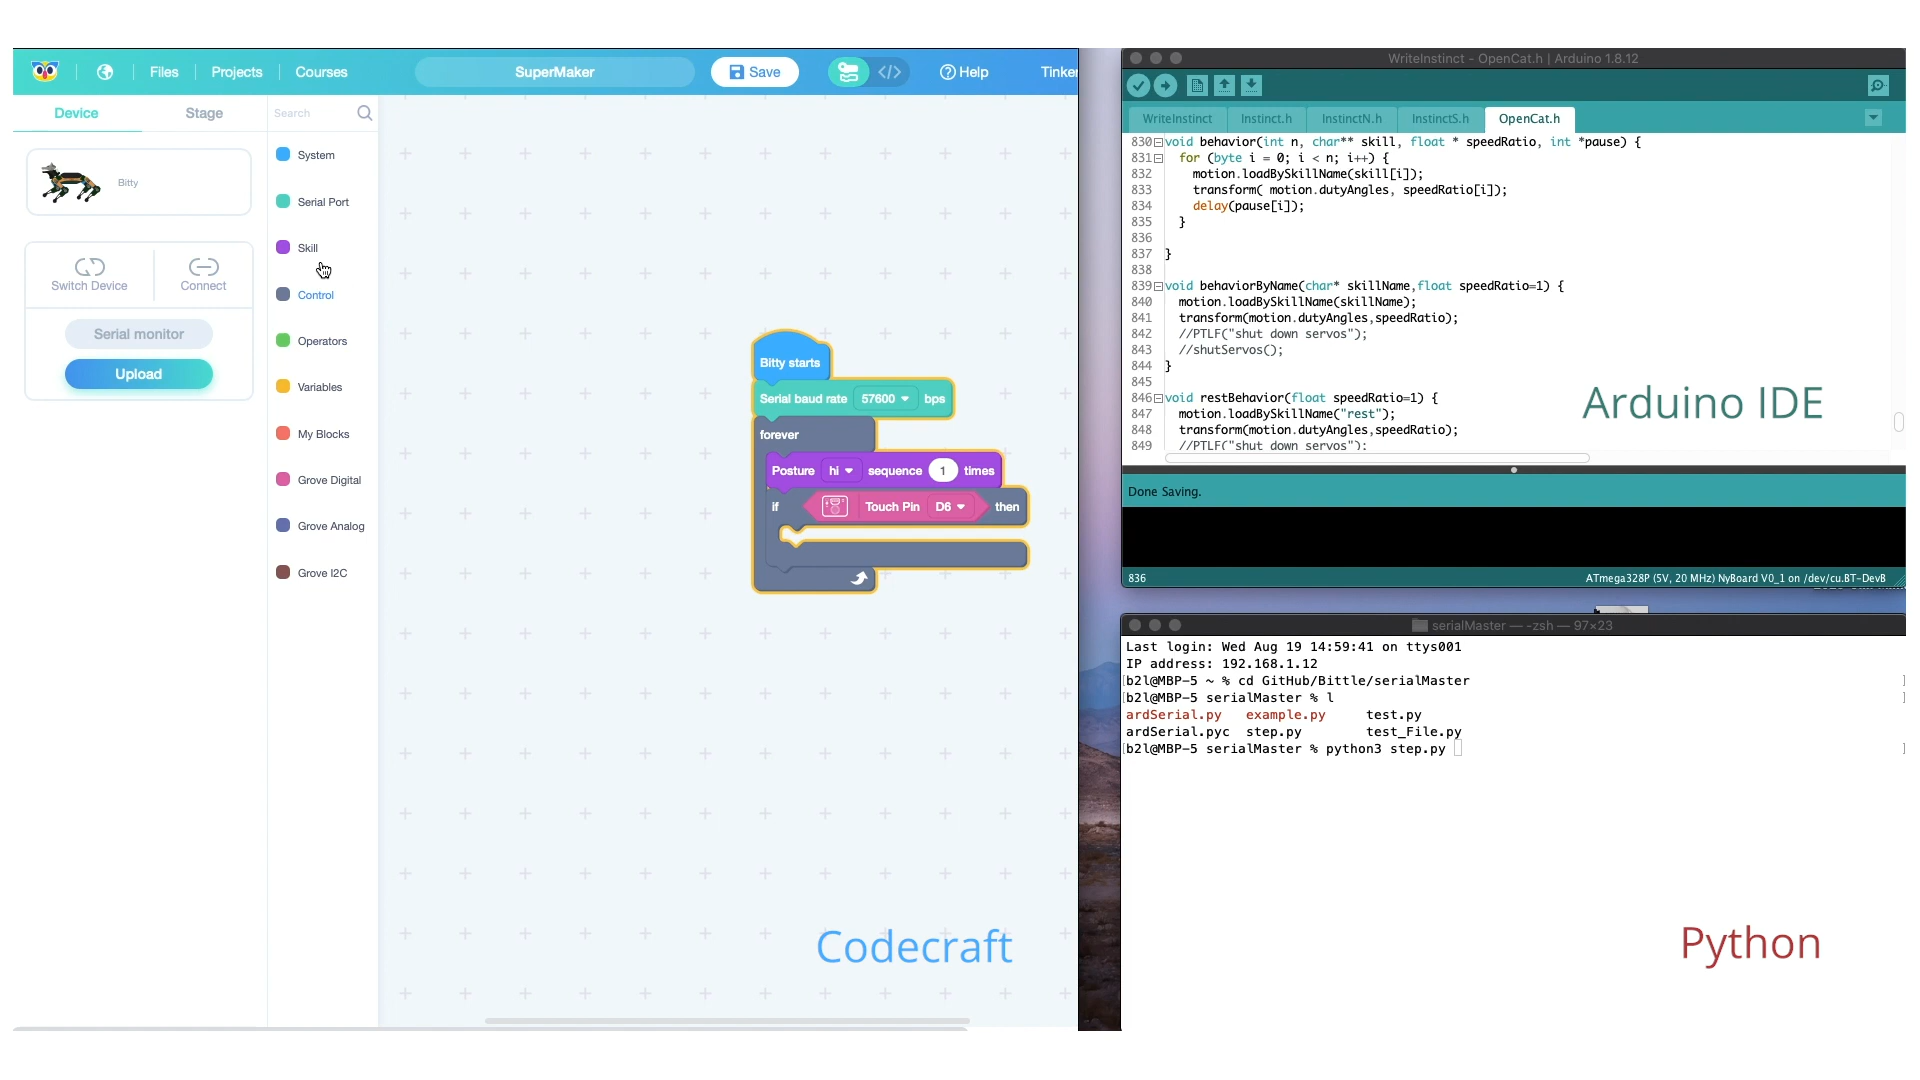 Files
Projects
Courses
SuperMaker
Save
</>
Help
Device
Stage
Search
Bitty
Switch Device
Connect
Serial monitor
Upload
System
Serial Port
Skill
Control
Operators
Variables
My Blocks
Grove Digital
Grove Analog
Grove I2C
Bitty starts
Serial baud rate 57600 bps
forever
Posture hi sequence 1 times
if Touch Pin D6 then
Codecraft
WriteInstinct - OpenCat.h | Arduino 1.8.12
WriteInstinct Instinct.h InstinctN.h InstinctS.h OpenCat.h
830 void behavior(int n, char** skill, float * speedRatio, int *pause) {
831 for (byte i = 0; i < n; i++) {
832 motion.loadBySkillName(skill[i]);
833 transform( motion.dutyAngles, speedRatio[i]);
834 delay(pause[i]);
835 }
836
837 }
838
839 void behaviorByName(char* skillName,float speedRatio=1) {
840 motion.loadBySkillName(skillName);
841 transform(motion.dutyAngles,speedRatio);
842 //PTLF("shut down servos");
843 //shutServos();
844 }
845
846 void restBehavior(float speedRatio=1) {
847 motion.loadBySkillName("rest");
848 transform(motion.dutyAngles,speedRatio);
849 //PTLF("shut down servos");
Arduino IDE
Done Saving.
836
ATmega328P (5V, 20 MHz) NyBoard V0_1 on /dev/cu.BT-DevB
serialMaster — -zsh — 97×23
Last login: Wed Aug 19 14:59:41 on ttys001
IP address: 192.168.1.12
[b2l@MBP-5 ~ % cd GitHub/Bittle/serialMaster ]
[b2l@MBP-5 serialMaster % l ]
ardSerial.py example.py test.py
ardSerial.pyc step.py test_File.py
[b2l@MBP-5 serialMaster % python3 step.py ]
Python